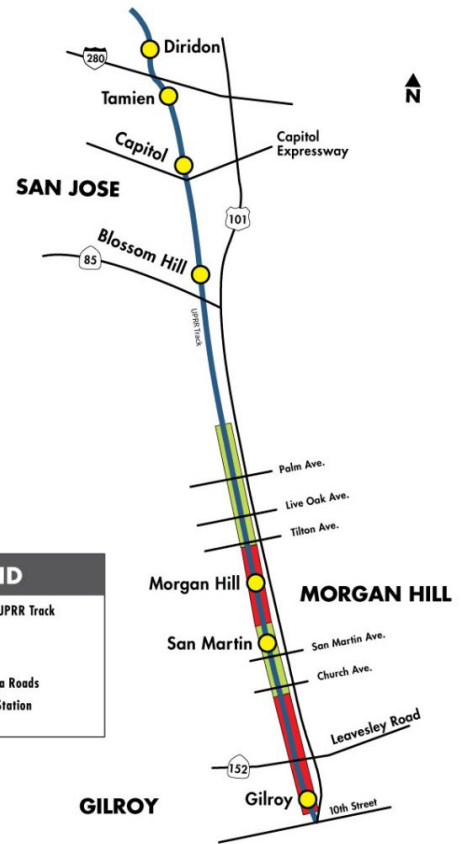 Diridon
280
N
Tamien
Capitol
Expressway
Capitol
SAN JOSE
101
Blossom Hill
85
UPRR Track
Palm Ave.
Live Oak Ave.
Tilton Ave.
Morgan Hill
MORGAN HILL
UPRR Track
San Martin
San Martin Ave.
Church Ave.
Roads
Leavesley Road
152
Gilroy
GILROY
10th Street